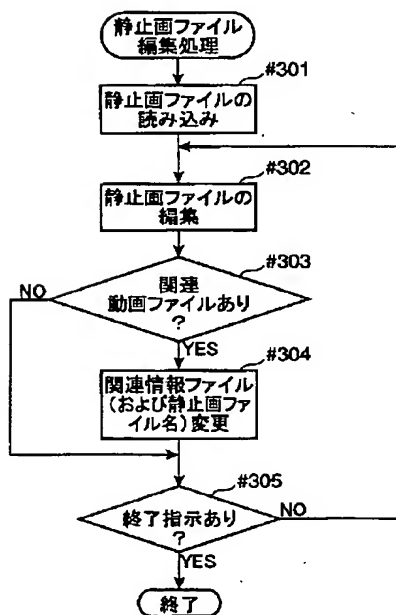 静止画ファイル
編集処理
#301
静止画ファイルの
読み込み
#302
静止画ファイルの
編集
#303
関連
動画ファイルあり
?
NO
YES
#304
関連情報ファイル
(および静止画ファ
イル名)変更
#305
終了指示あり
?
NO
YES
終了